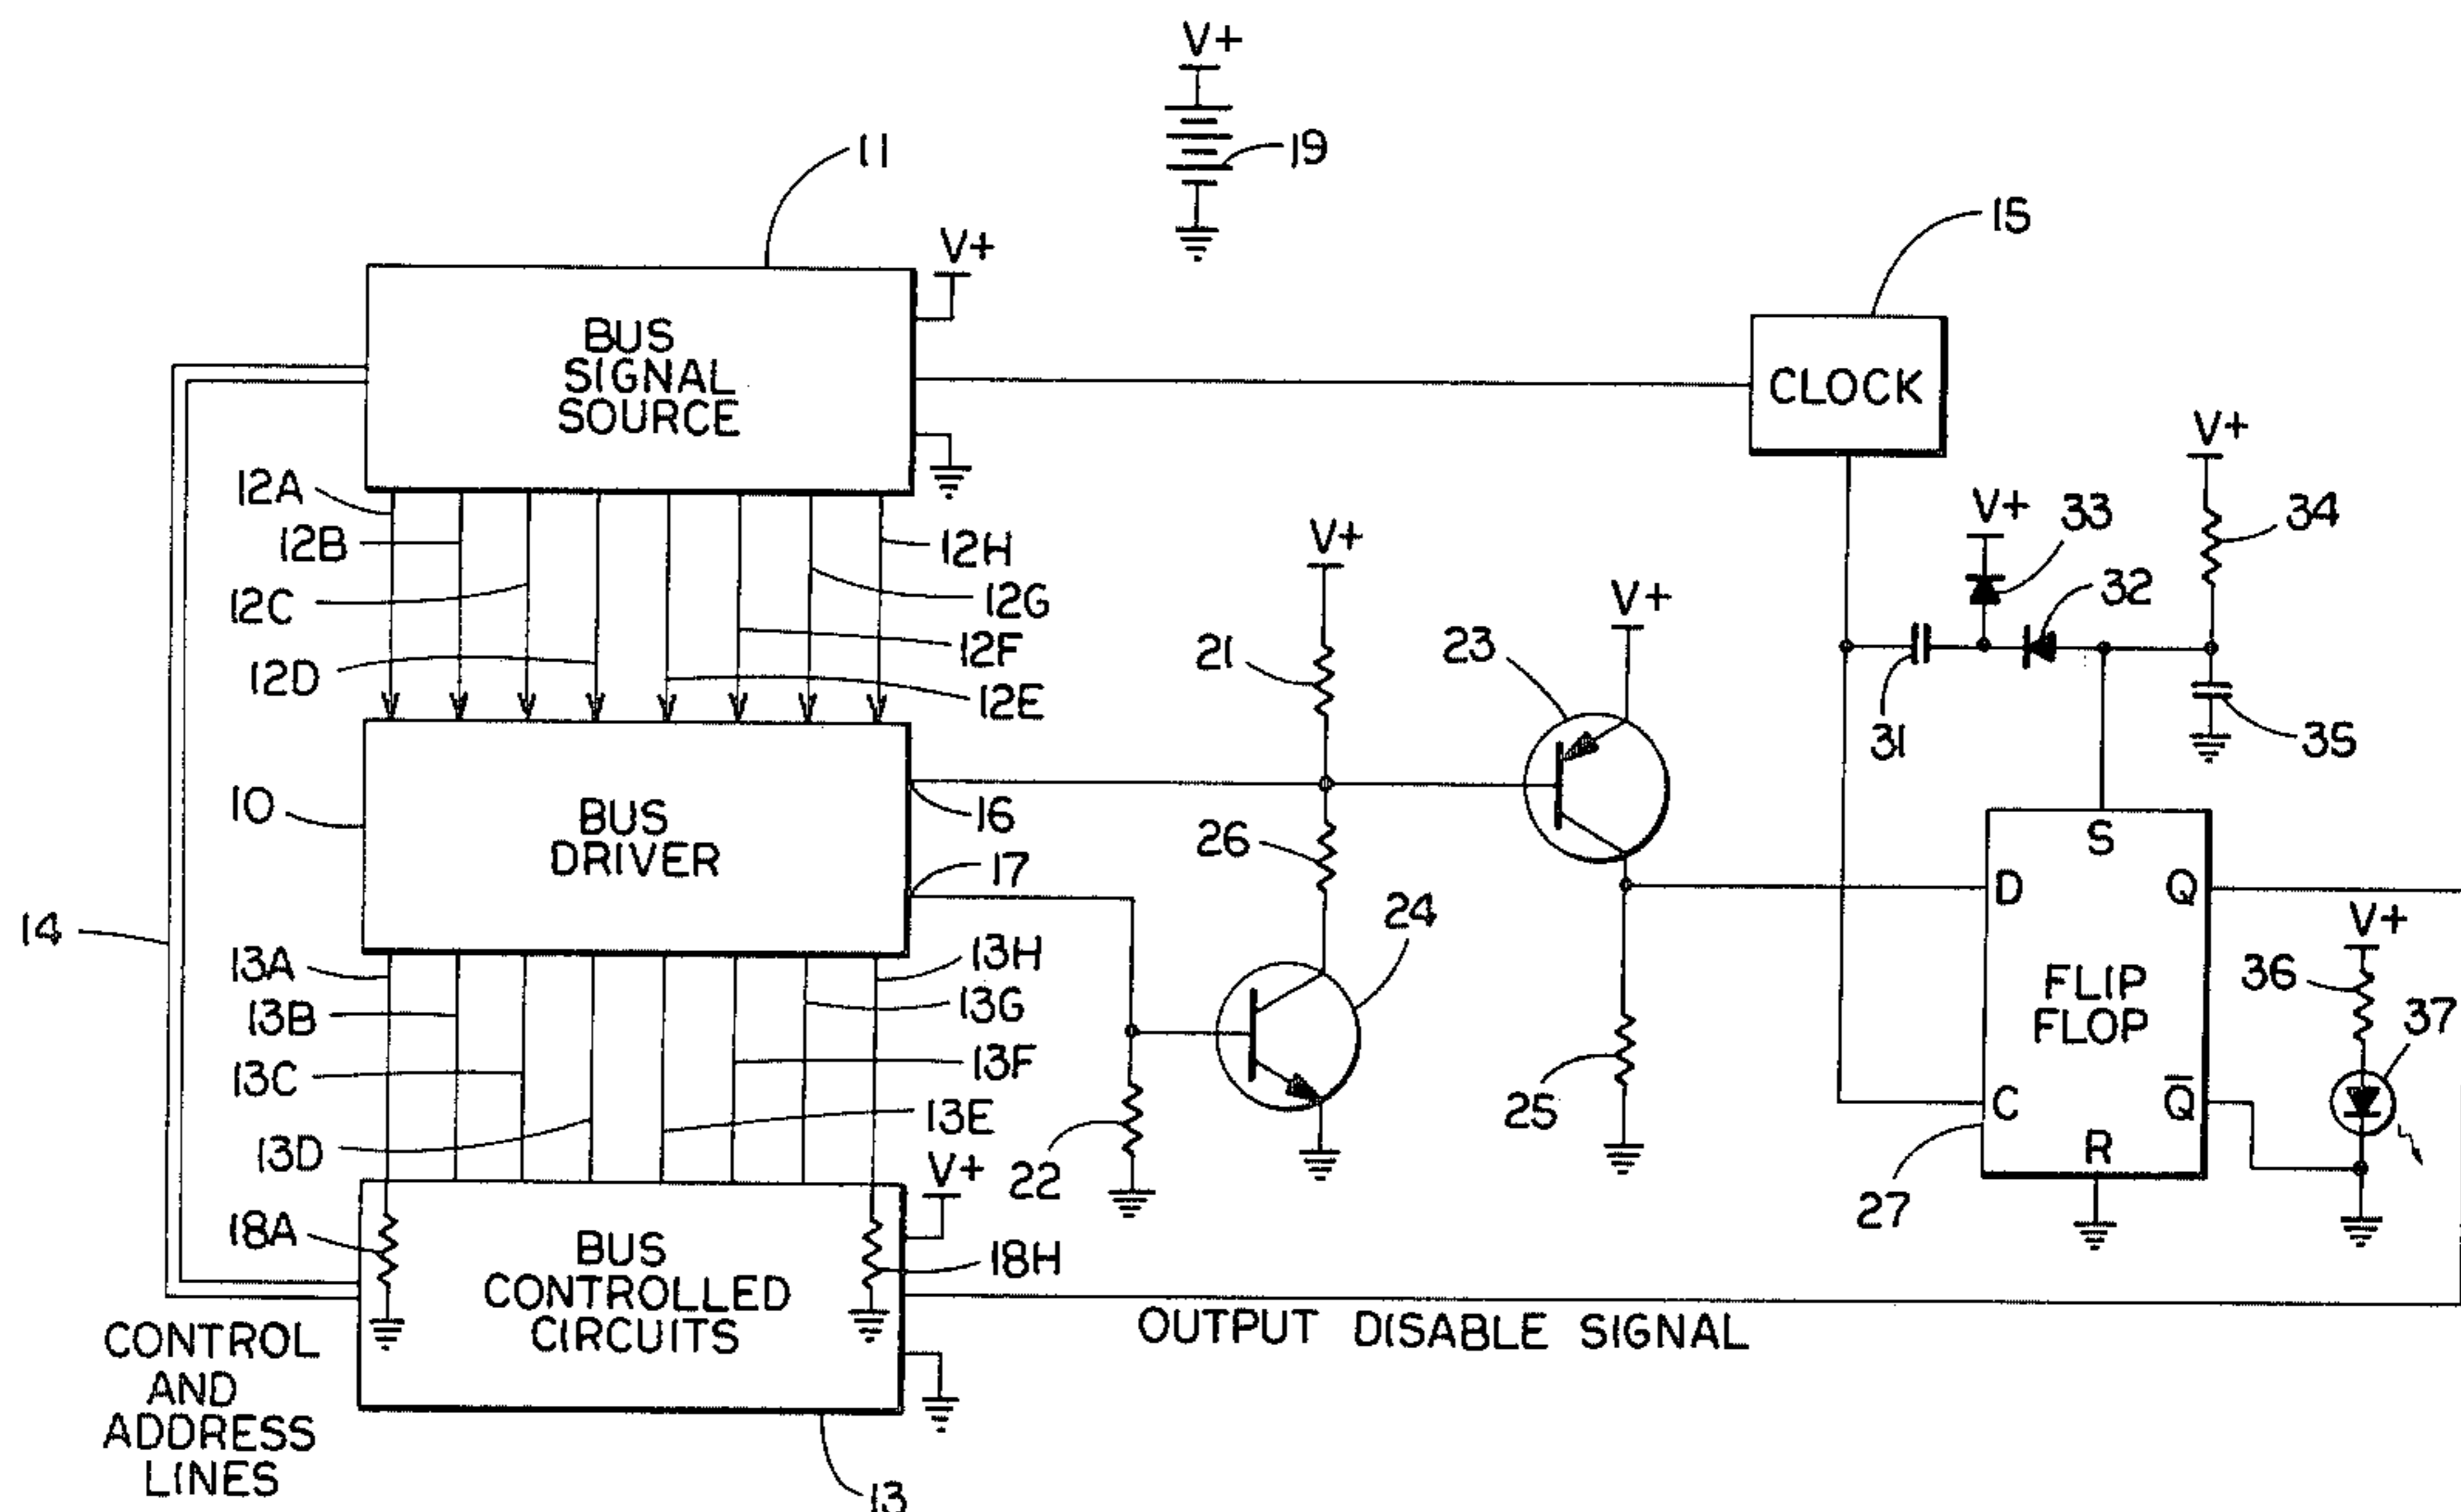 V+
19
11
V+
15
BUS
SIGNAL
SOURCE
CLOCK
V+
12A
12B
12C
12D
12H
12G
12F
12E
V+
33
34
32
31
35
V+
21
V+
23
10
BUS
DRIVER
16
17
26
24
14
13A
13B
13C
13D
13H
13G
13F
13E
S
D
Q
V+
FLIP
FLOP
36
37
C
Q̅
R
27
25
22
V+
18A
BUS
CONTROLLED
CIRCUITS
18H
OUTPUT DISABLE SIGNAL
CONTROL
AND
ADDRESS
LINES
13